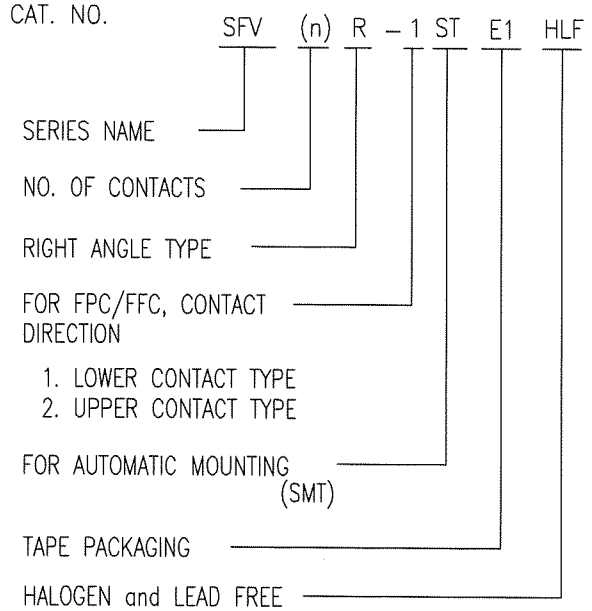 CAT. NO. SFV (n) R - 1 ST E1 HLF
SERIES NAME
NO. OF CONTACTS
RIGHT ANGLE TYPE
FOR FPC/FFC, CONTACT
DIRECTION
1. LOWER CONTACT TYPE
2. UPPER CONTACT TYPE
FOR AUTOMATIC MOUNTING
(SMT)
TAPE PACKAGING
HALOGEN and LEAD FREE